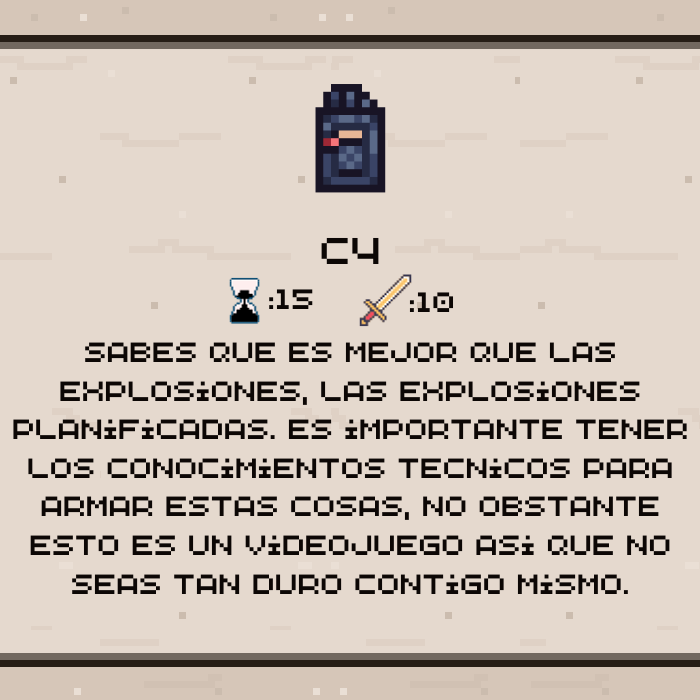 C4
:15 :10
SABES QUE ES MEJOR QUE LAS
EXPLOSiONES, LAS EXPLOSiONES
PLANiFiCADAS. ES iMPORTANTE TENER
LOS CONOCiMiENTOS TECNiCOS PARA
ARMAR ESTAS COSAS, NO OBSTANTE
ESTO ES UN ViDEOJUEGO ASi QUE NO
SEAS TAN DURO CONTiGO MiSMO.